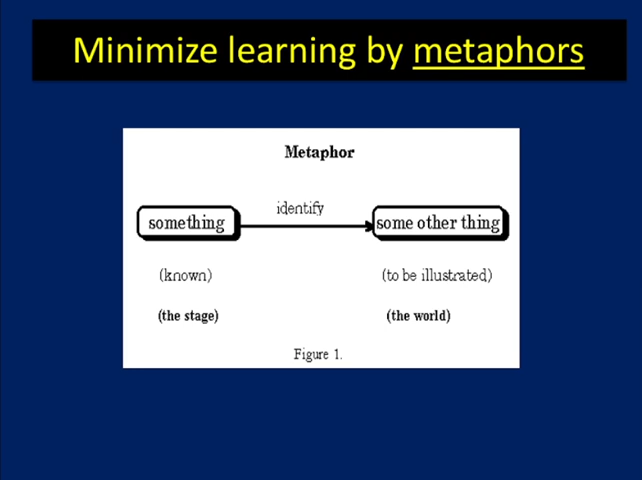 Minimize learning by metaphors
Metaphor
identify
something some other thing
(known) (to be illustrated)
(the stage) (the world)
Figure 1.